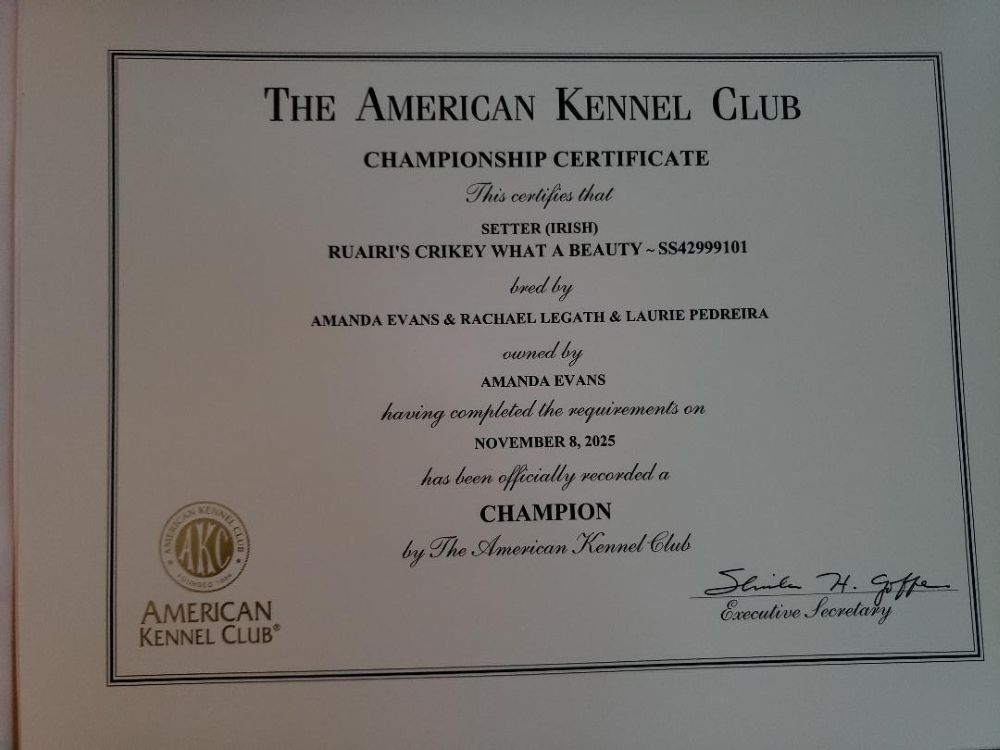 THE AMERICAN KENNEL CLUB
CHAMPIONSHIP CERTIFICATE
This certifies that
SETTER (IRISH)
RUAIRI'S CRIKEY WHAT A BEAUTY ~ SS42999101
bred by
AMANDA EVANS & RACHAEL LEGATH & LAURIE PEDREIRA
owned by
AMANDA EVANS
having completed the requirements on
NOVEMBER 8, 2025
has been officially recorded a
CHAMPION
by The American Kennel Club
AMERICAN KENNEL CLUB
AKC
FOUNDED 1884
AMERICAN
KENNEL CLUB®
Executive Secretary